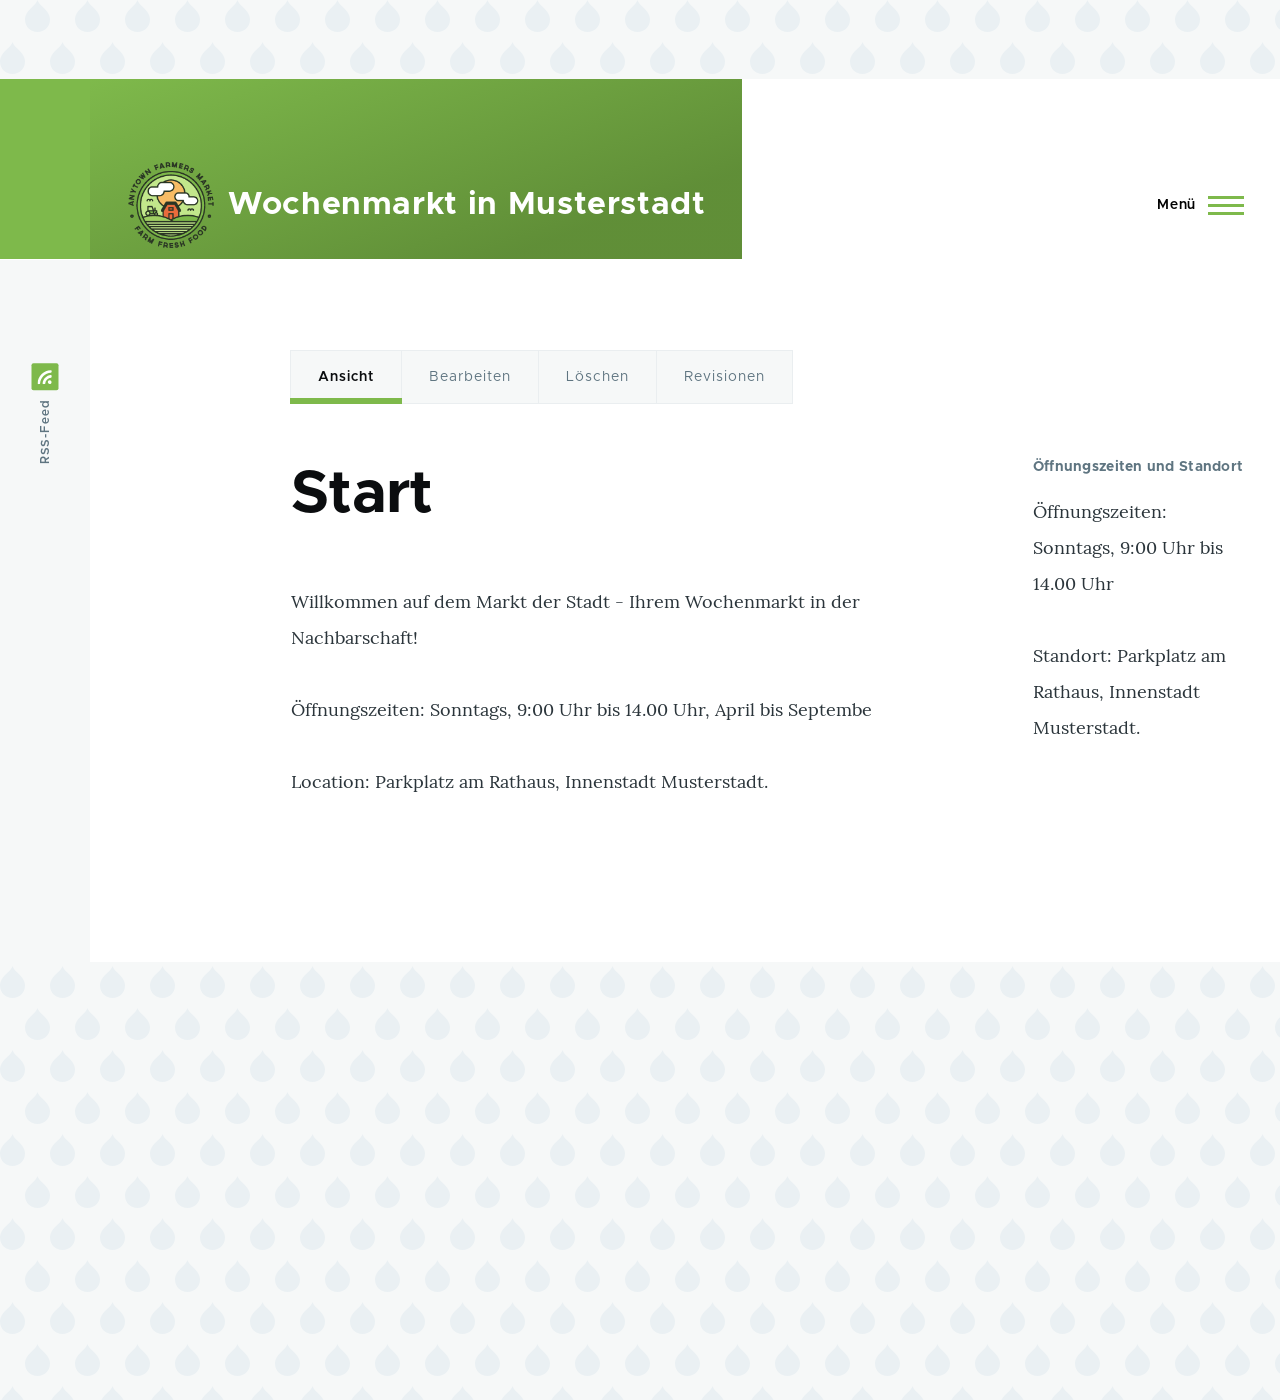 ANYTOWN FARMERS MARKET
FARM FRESH FOOD
Wochenmarkt in Musterstadt
Menü
RSS-Feed
Ansicht
Bearbeiten
Löschen
Revisionen
Start
Willkommen auf dem Markt der Stadt - Ihrem Wochenmarkt in der
Nachbarschaft!
Öffnungszeiten: Sonntags, 9:00 Uhr bis 14.00 Uhr, April bis Septembe
Location: Parkplatz am Rathaus, Innenstadt Musterstadt.
Öffnungszeiten und Standort
Öffnungszeiten:
Sonntags, 9:00 Uhr bis
14.00 Uhr
Standort: Parkplatz am
Rathaus, Innenstadt
Musterstadt.